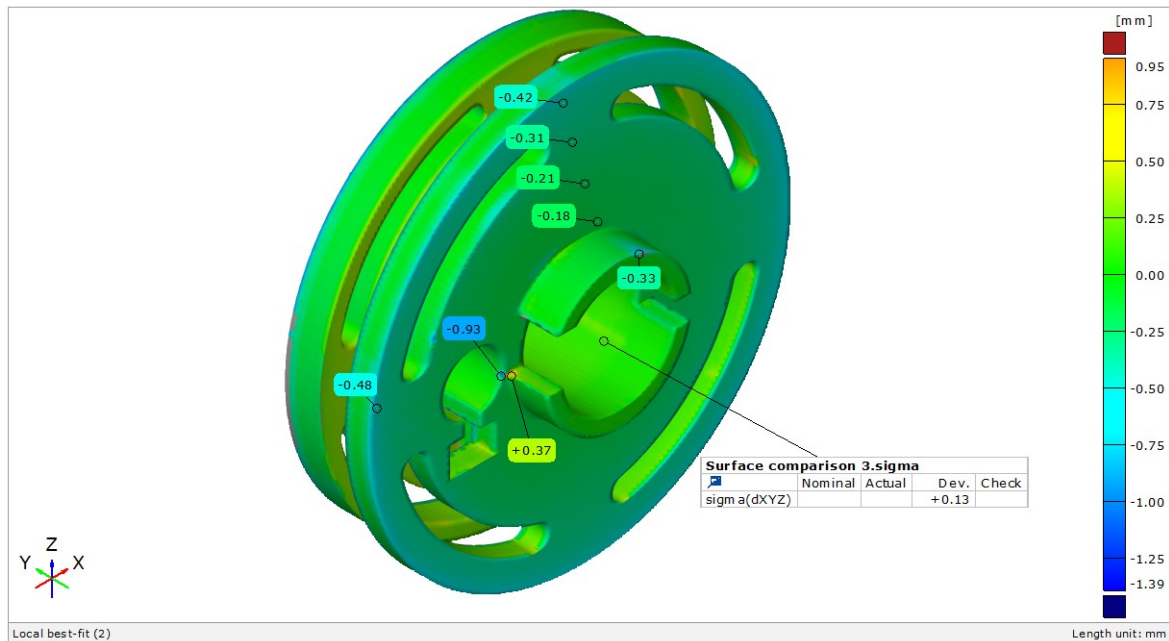 [mm]
0.95
0.75
0.50
0.25
0.00
-0.25
-0.50
-0.75
-1.00
-1.25
-1.39
-0.42
-0.31
-0.21
-0.18
-0.33
-0.93
-0.48
+0.37
Surface comparison 3.sigma
Nominal Actual Dev. Check
sigma(dXYZ) +0.13
Z
Y X
Local best-fit (2) Length unit: mm